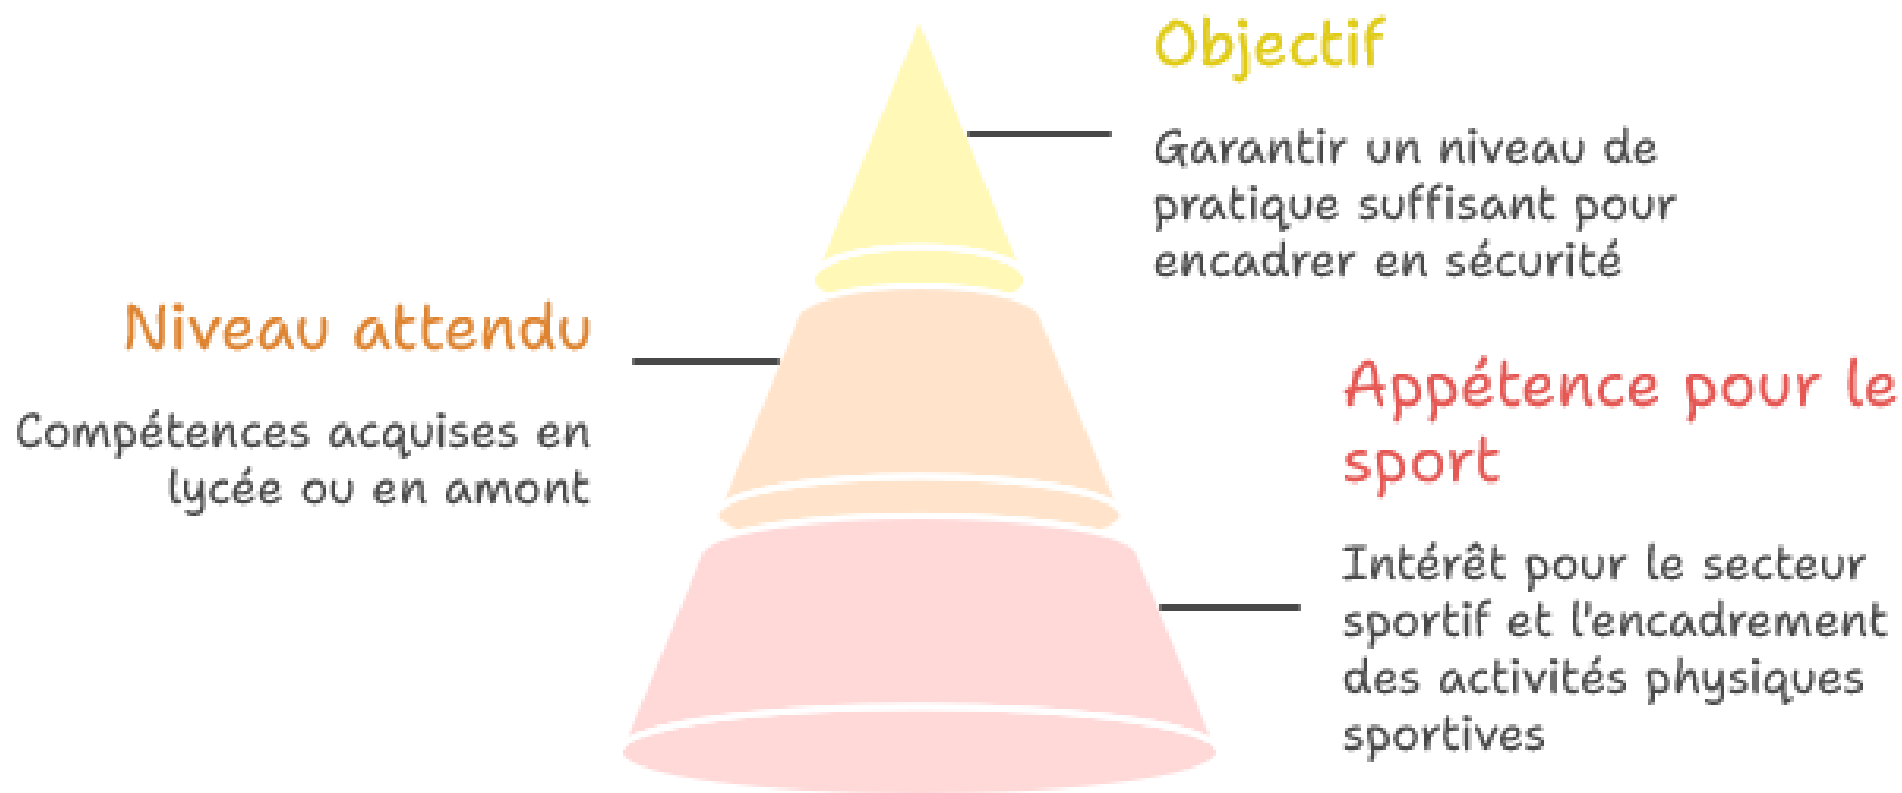 Objectif
Garantir un niveau de
pratique suffisant pour
encadrer en sécurité
Niveau attendu
Compétences acquises en
lycée ou en amont
Appétence pour le
sport
Intérêt pour le secteur
sportif et l'encadrement
des activités physiques
sportives